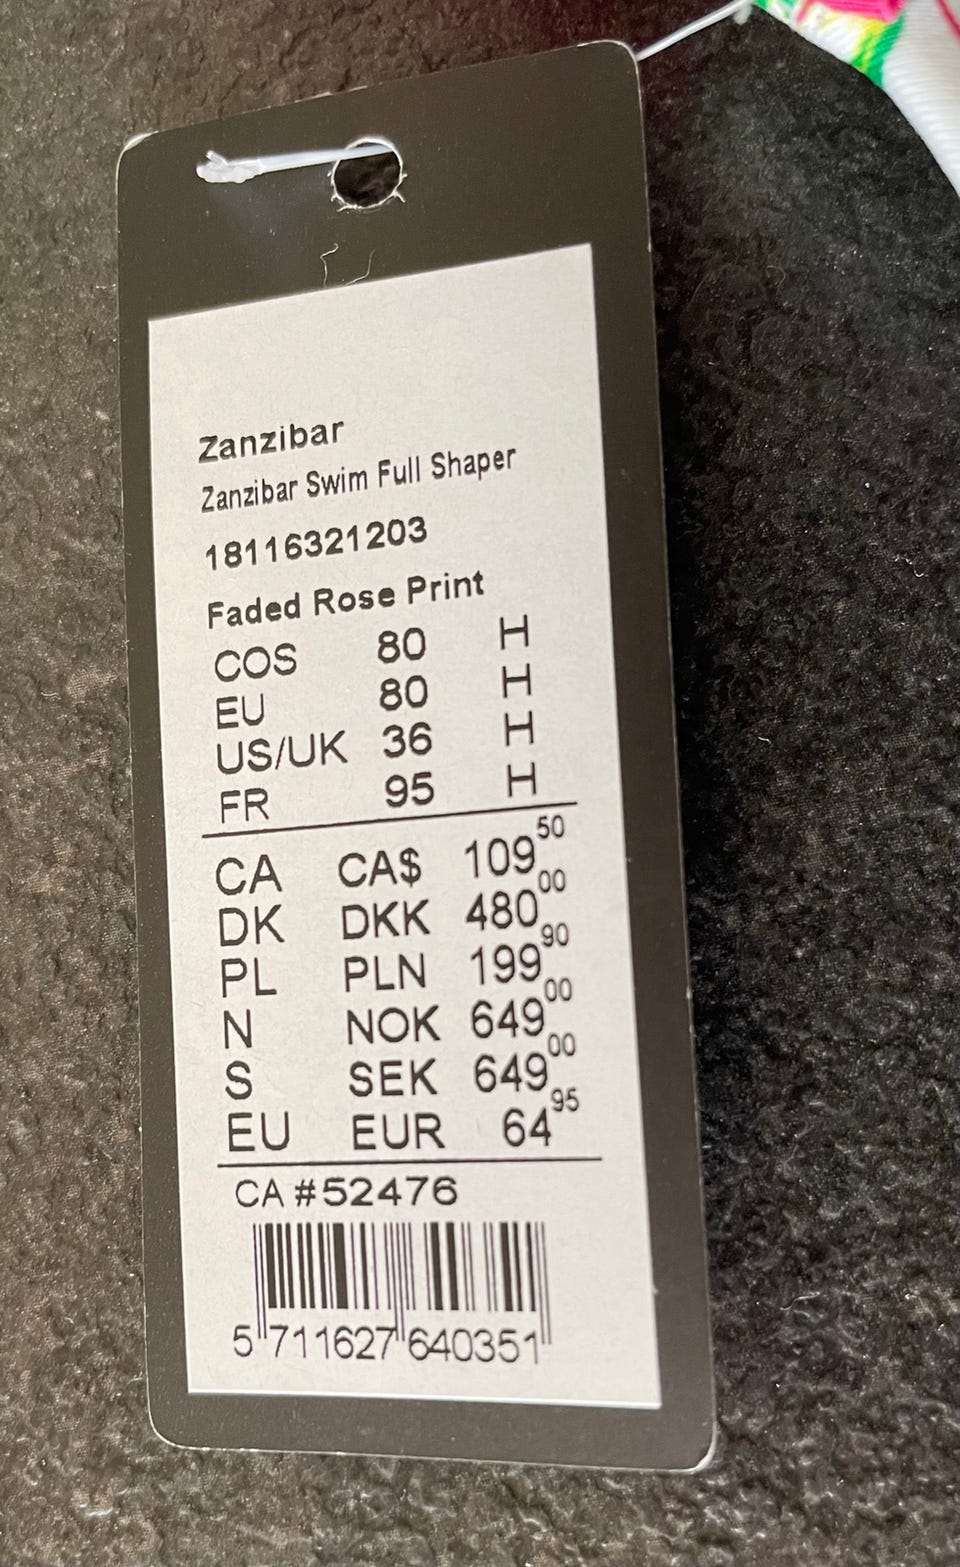 Zanzibar
Zanzibar Swim Full Shaper
18116321203
Faded Rose Print
COS 80 H
EU 80 H
US/UK 36 H
FR 95 H
CA CA$ 109 50
DK DKK 480 00
PL PLN 199 90
N NOK 649 00
S SEK 649 00
EU EUR 64 95
CA #52476
5 711627 640351